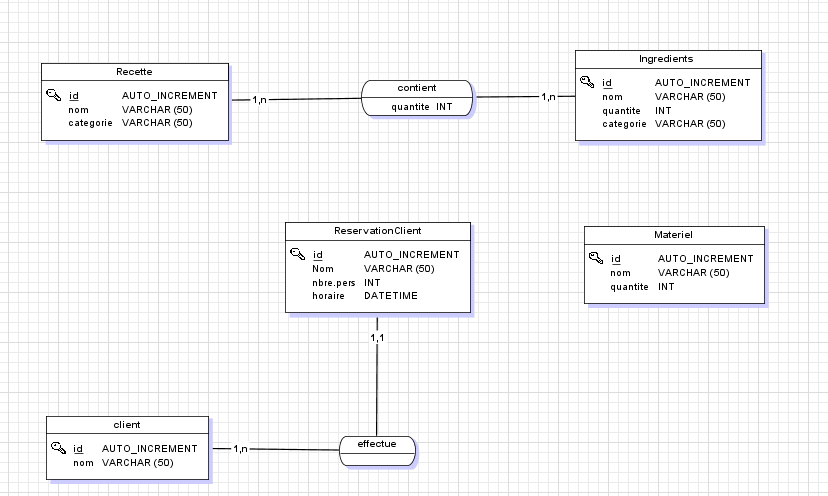 Recette
id AUTO_INCREMENT
nom VARCHAR (50)
categorie VARCHAR (50)
1,n
contient
quantite INT
1,n
Ingredients
id AUTO_INCREMENT
nom VARCHAR (50)
quantite INT
categorie VARCHAR (50)
ReservationClient
id AUTO_INCREMENT
Nom VARCHAR (50)
nbre.pers INT
horaire DATETIME
Materiel
id AUTO_INCREMENT
nom VARCHAR (50)
quantite INT
1,1
client
id AUTO_INCREMENT
nom VARCHAR (50)
1,n
effectue